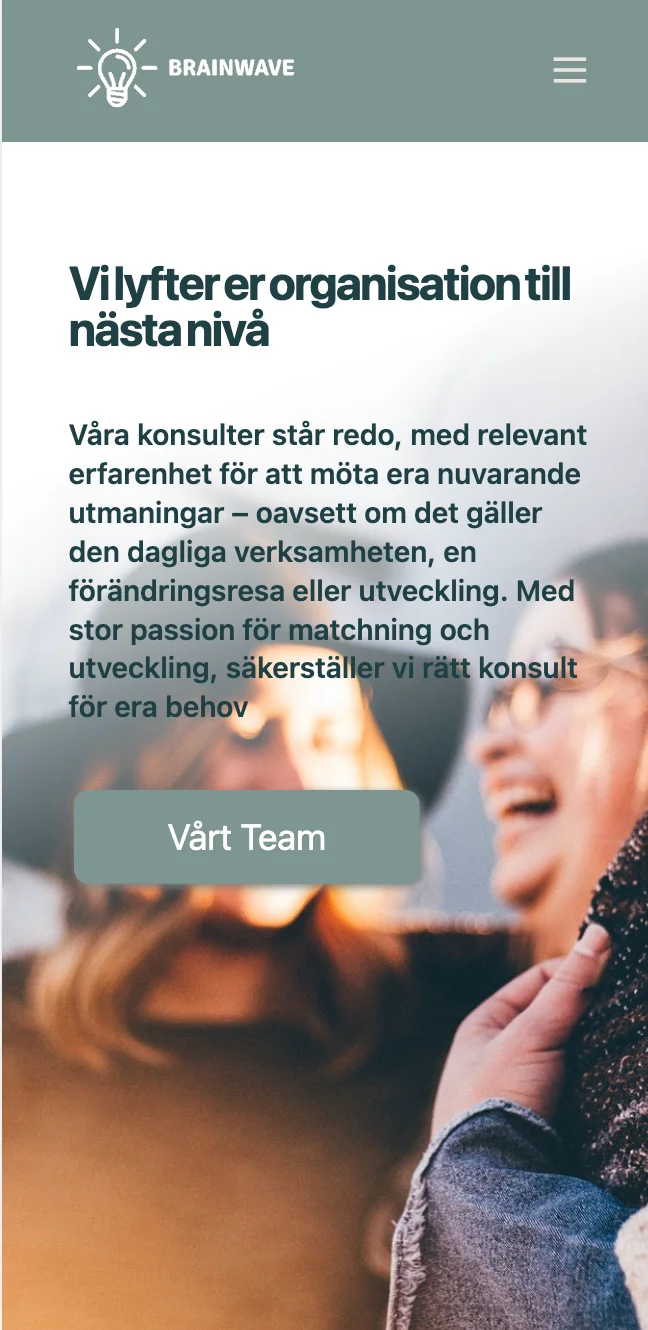 BRAINWAVE
Vi lyfter er organisation till
nästa nivå
Våra konsulter står redo, med relevant
erfarenhet för att möta era nuvarande
utmaningar – oavsett om det gäller
den dagliga verksamheten, en
förändringsresa eller utveckling. Med
stor passion för matchning och
utveckling, säkerställer vi rätt konsult
för era behov
Vårt Team